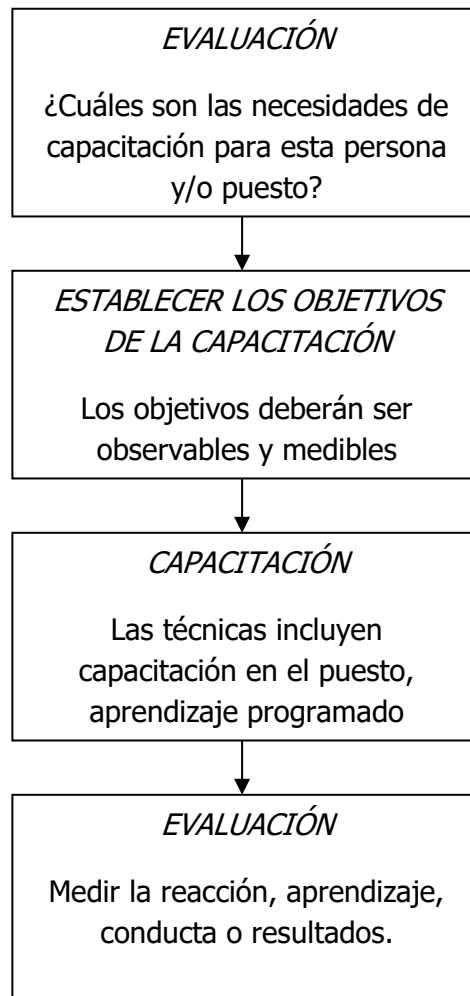 EVALUACIÓN
¿Cuáles son las necesidades de
capacitación para esta persona
y/o puesto?
ESTABLECER LOS OBJETIVOS
DE LA CAPACITACIÓN
Los objetivos deberán ser
observables y medibles
CAPACITACIÓN
Las técnicas incluyen
capacitación en el puesto,
aprendizaje programado
EVALUACIÓN
Medir la reacción, aprendizaje,
conducta o resultados.